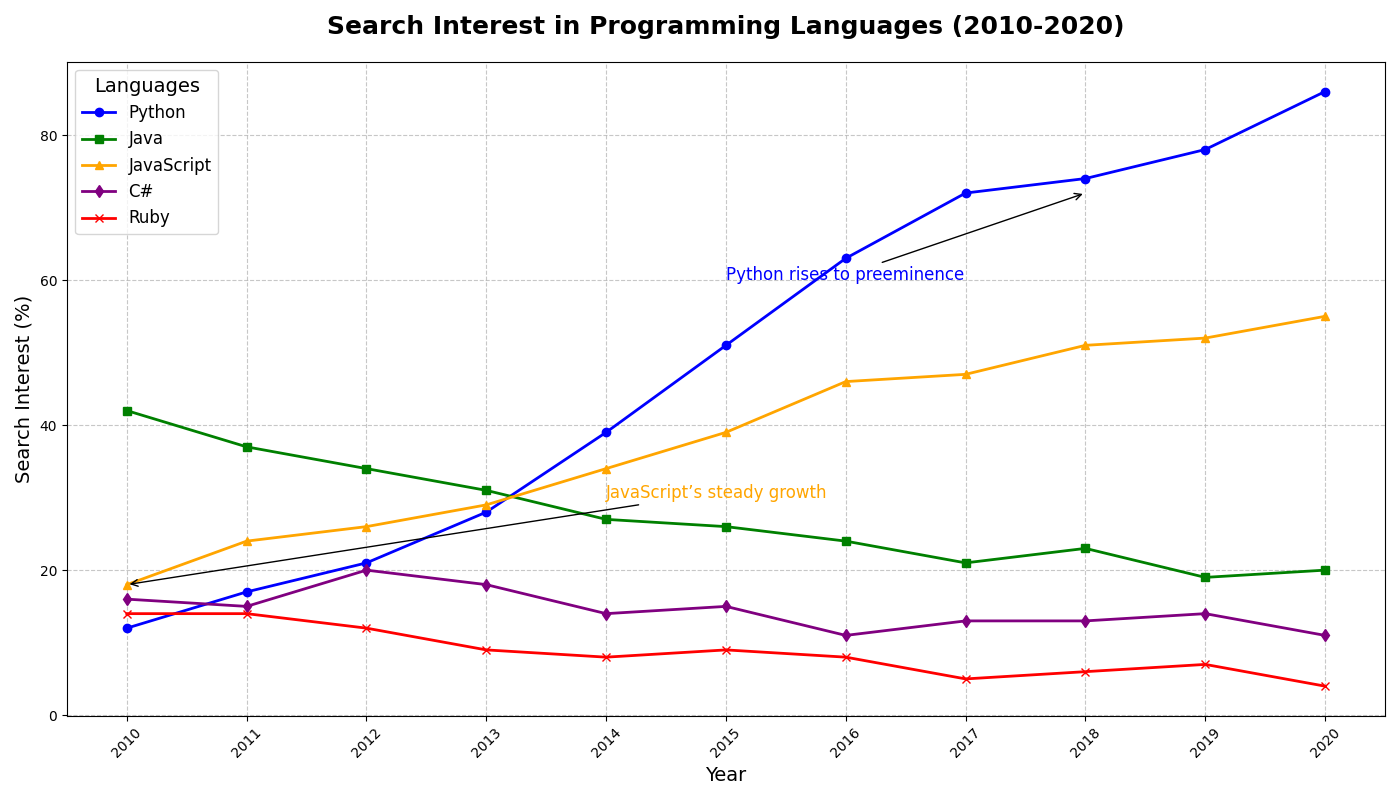 Search Interest in Programming Languages (2010-2020)
Languages
Python
Java
JavaScript
C#
Ruby
80
60
40
20
0
Search Interest (%)
Python rises to preeminence
JavaScript's steady growth
2010
2011
2012
2013
2014
2015
2016
2017
2018
2019
2020
Year